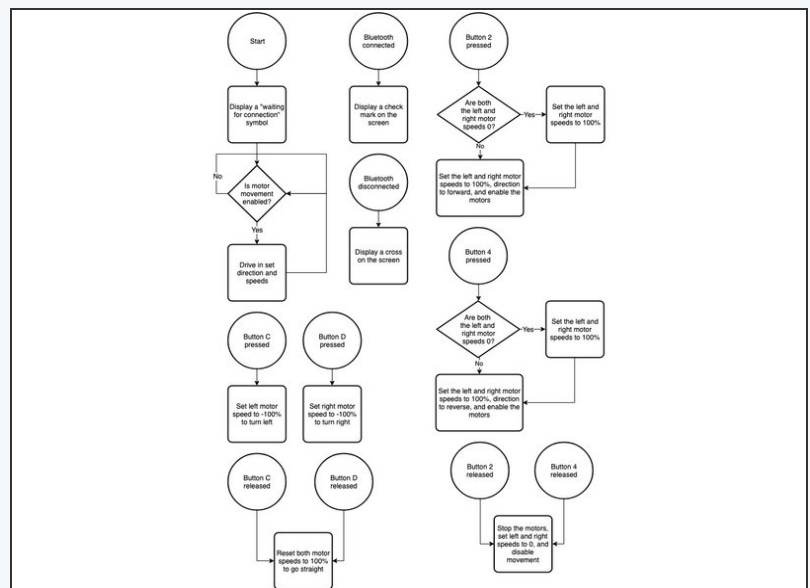 Start
Display a "waiting
for connection"
symbol
No
Is motor
movement
enabled?
Yes
Drive in set
direction and
speeds
Bluetooth
connected
Display a check
mark on the
screen
Bluetooth
disconnected
Display a cross
on the screen
Button 2
pressed
Are both
the left and
right motor
speeds 0?
Yes
Set the left and
right motor
speeds to 100%
No
Set the left and right motor
speeds to 100%, direction
to forward, and enable the
motors
Button 4
pressed
Are both
the left and
right motor
speeds 0?
Yes
Set the left and
right motor
speeds to 100%
No
Set the left and right motor
speeds to 100%, direction
to reverse, and enable the
motors
Button C
pressed
Set left motor
speed to -100%
to turn left
Button D
pressed
Set right motor
speed to -100%
to turn right
Button C
released
Button D
released
Reset both motor
speeds to 100%
to go straight
Button 2
released
Button 4
released
Stop the motors,
set left and right
speeds to 0, and
disable
movement